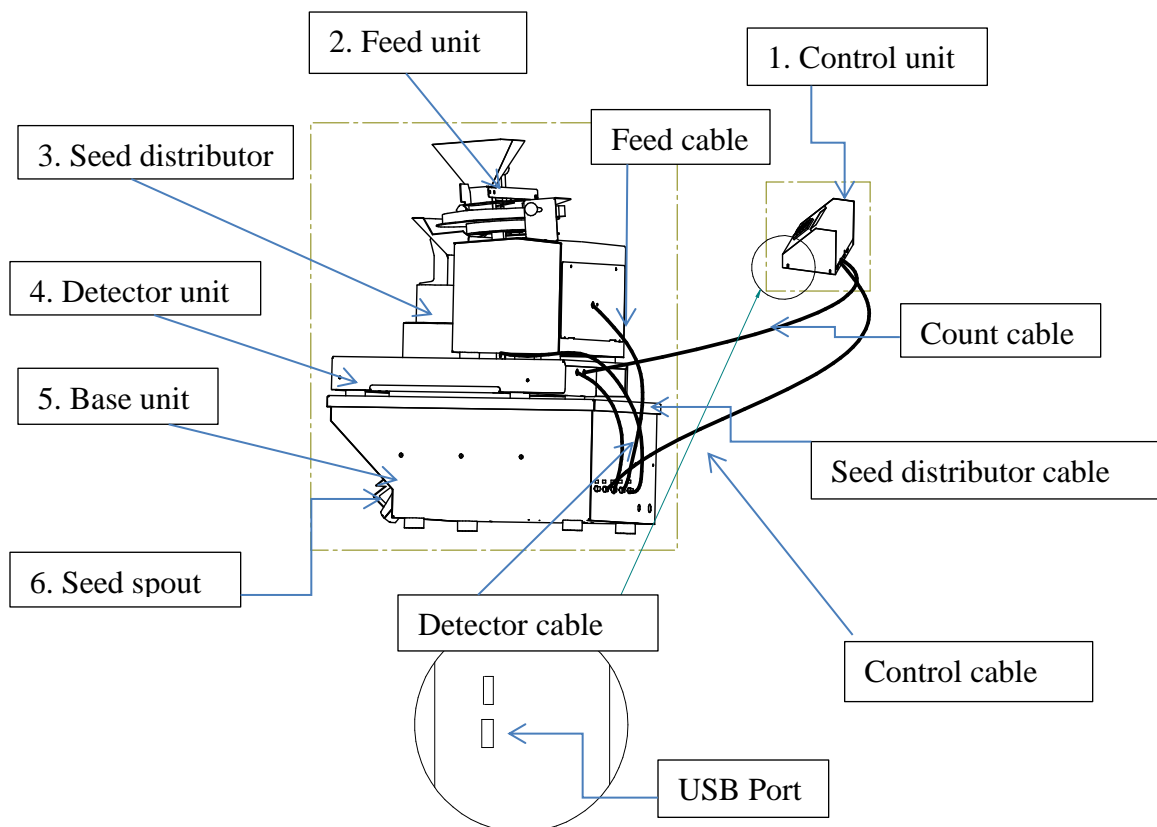 2. Feed unit
1. Control unit
Feed cable
3. Seed distributor
4. Detector unit
Count cable
5. Base unit
Seed distributor cable
6. Seed spout
Detector cable
Control cable
USB Port